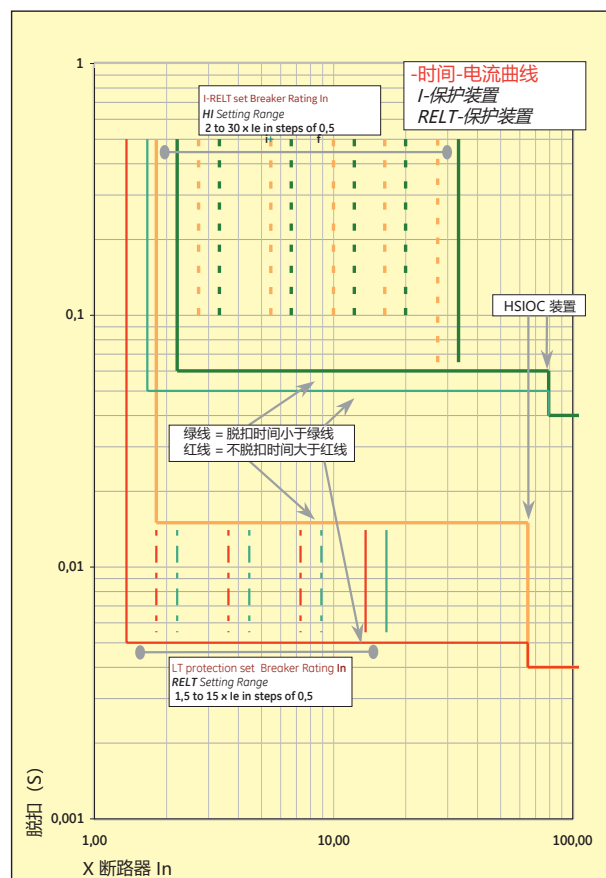 1
-时间-电流曲线
I-保护装置
RELT-保护装置
I-RELT set Breaker Rating In
HI Setting Range
2 to 30 x Ie in steps of 0,5
HSIOC 装置
0,1
绿线 = 脱扣时间小于绿线
红线 = 不脱扣时间大于红线
0,01
LT protection set Breaker Rating In
RELT Setting Range
1,5 to 15 x Ie in steps of 0,5
脱扣 (S)
0,001
1,00
10,00
100,00
X 断路器 In